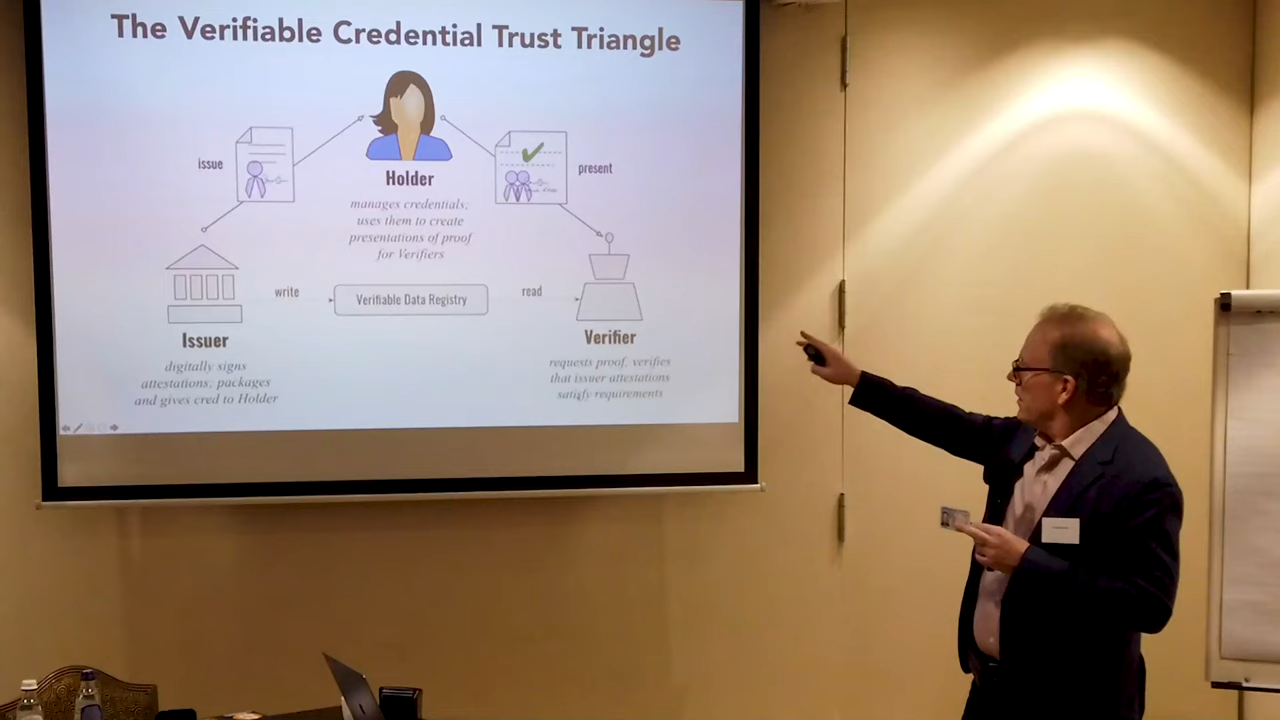 The Verifiable Credential Trust Triangle
issue
present
Holder
manages credentials;
uses them to create
presentations of proof
for Verifiers
write
Verifiable Data Registry
read
Issuer
digitally signs
attestations; packages
and gives cred to Holder
Verifier
requests proof, verifies
that issuer attestations
satisfy requirements